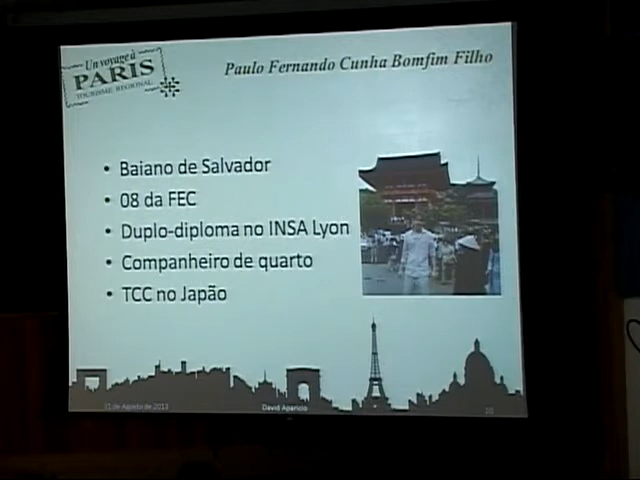 Un voyage à
PARIS
TOURISME REGIONAL
Paulo Fernando Cunha Bomfim Filho
• Baiano de Salvador
• 08 da FEC
• Duplo-diploma no INSA Lyon
• Companheiro de quarto
• TCC no Japão
David Aparicio